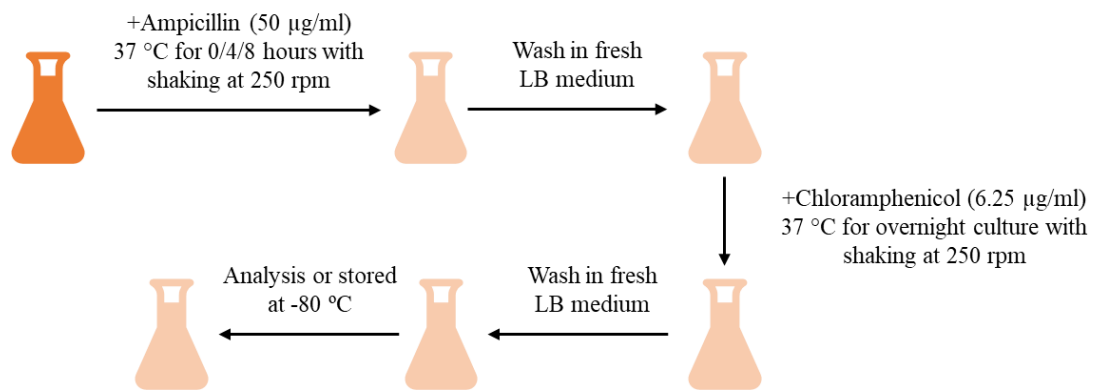 +Ampicillin (50 µg/ml)
37 °C for 0/4/8 hours with
shaking at 250 rpm
Wash in fresh
LB medium
+Chloramphenicol (6.25 µg/ml)
37 °C for overnight culture with
shaking at 250 rpm
Wash in fresh
LB medium
Analysis or stored
at -80 ºC